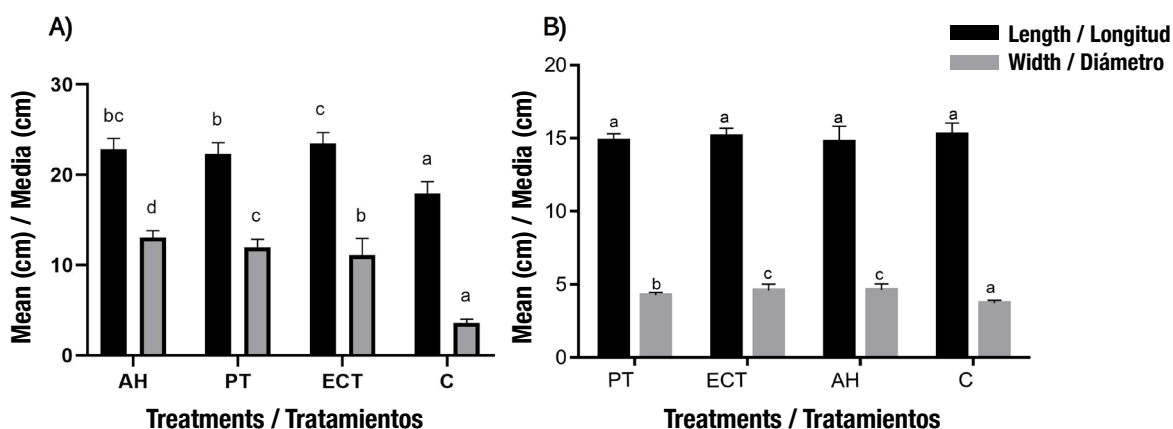 A)
Mean (cm) / Media (cm)
30
20
10
0
bc
d
b
c
c
b
a
a
AH PT ECT C
Treatments / Tratamientos
B)
Length / Longitud
Width / Diámetro
Mean (cm) / Media (cm)
20
15
10
5
0
a
b
a
c
a
c
a
a
PT ECT AH C
Treatments / Tratamientos